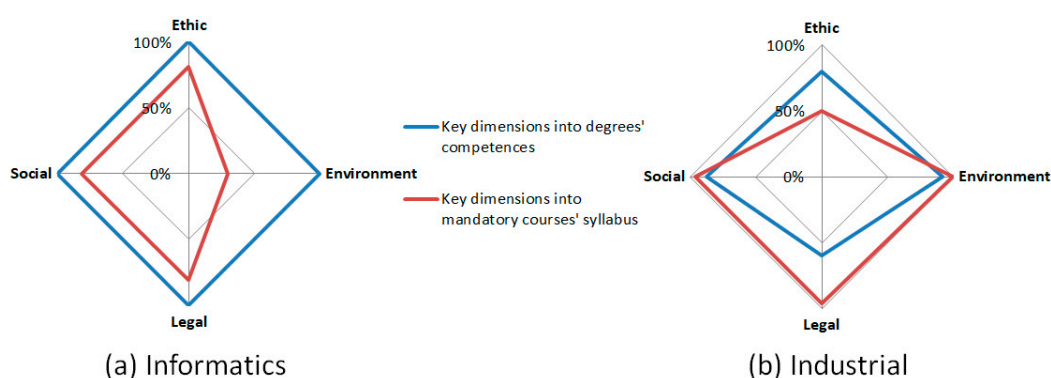 Ethic
100%
50%
Social
0%
Environment
Legal
(a) Informatics
Key dimensions into degrees'
competences
Key dimensions into
mandatory courses' syllabus
Ethic
100%
50%
Social
0%
Environment
Legal
(b) Industrial